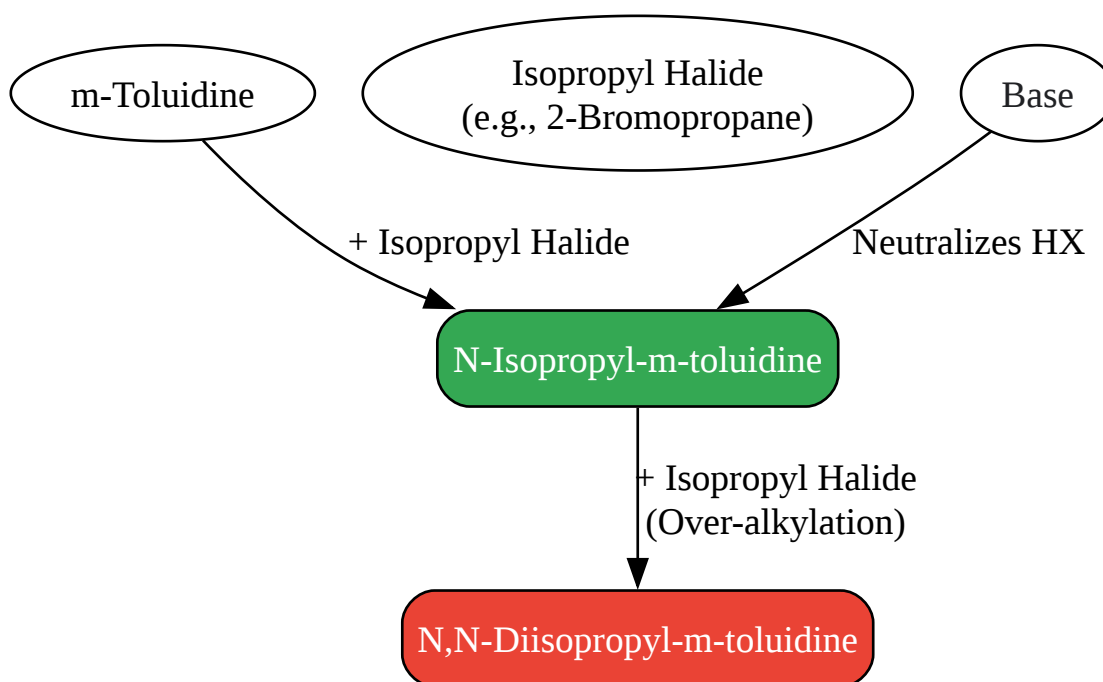 m-Toluidine
Isopropyl Halide
(e.g., 2-Bromopropane)
Base
+ Isopropyl Halide
Neutralizes HX
N-Isopropyl-m-toluidine
+ Isopropyl Halide
(Over-alkylation)
N,N-Diisopropyl-m-toluidine